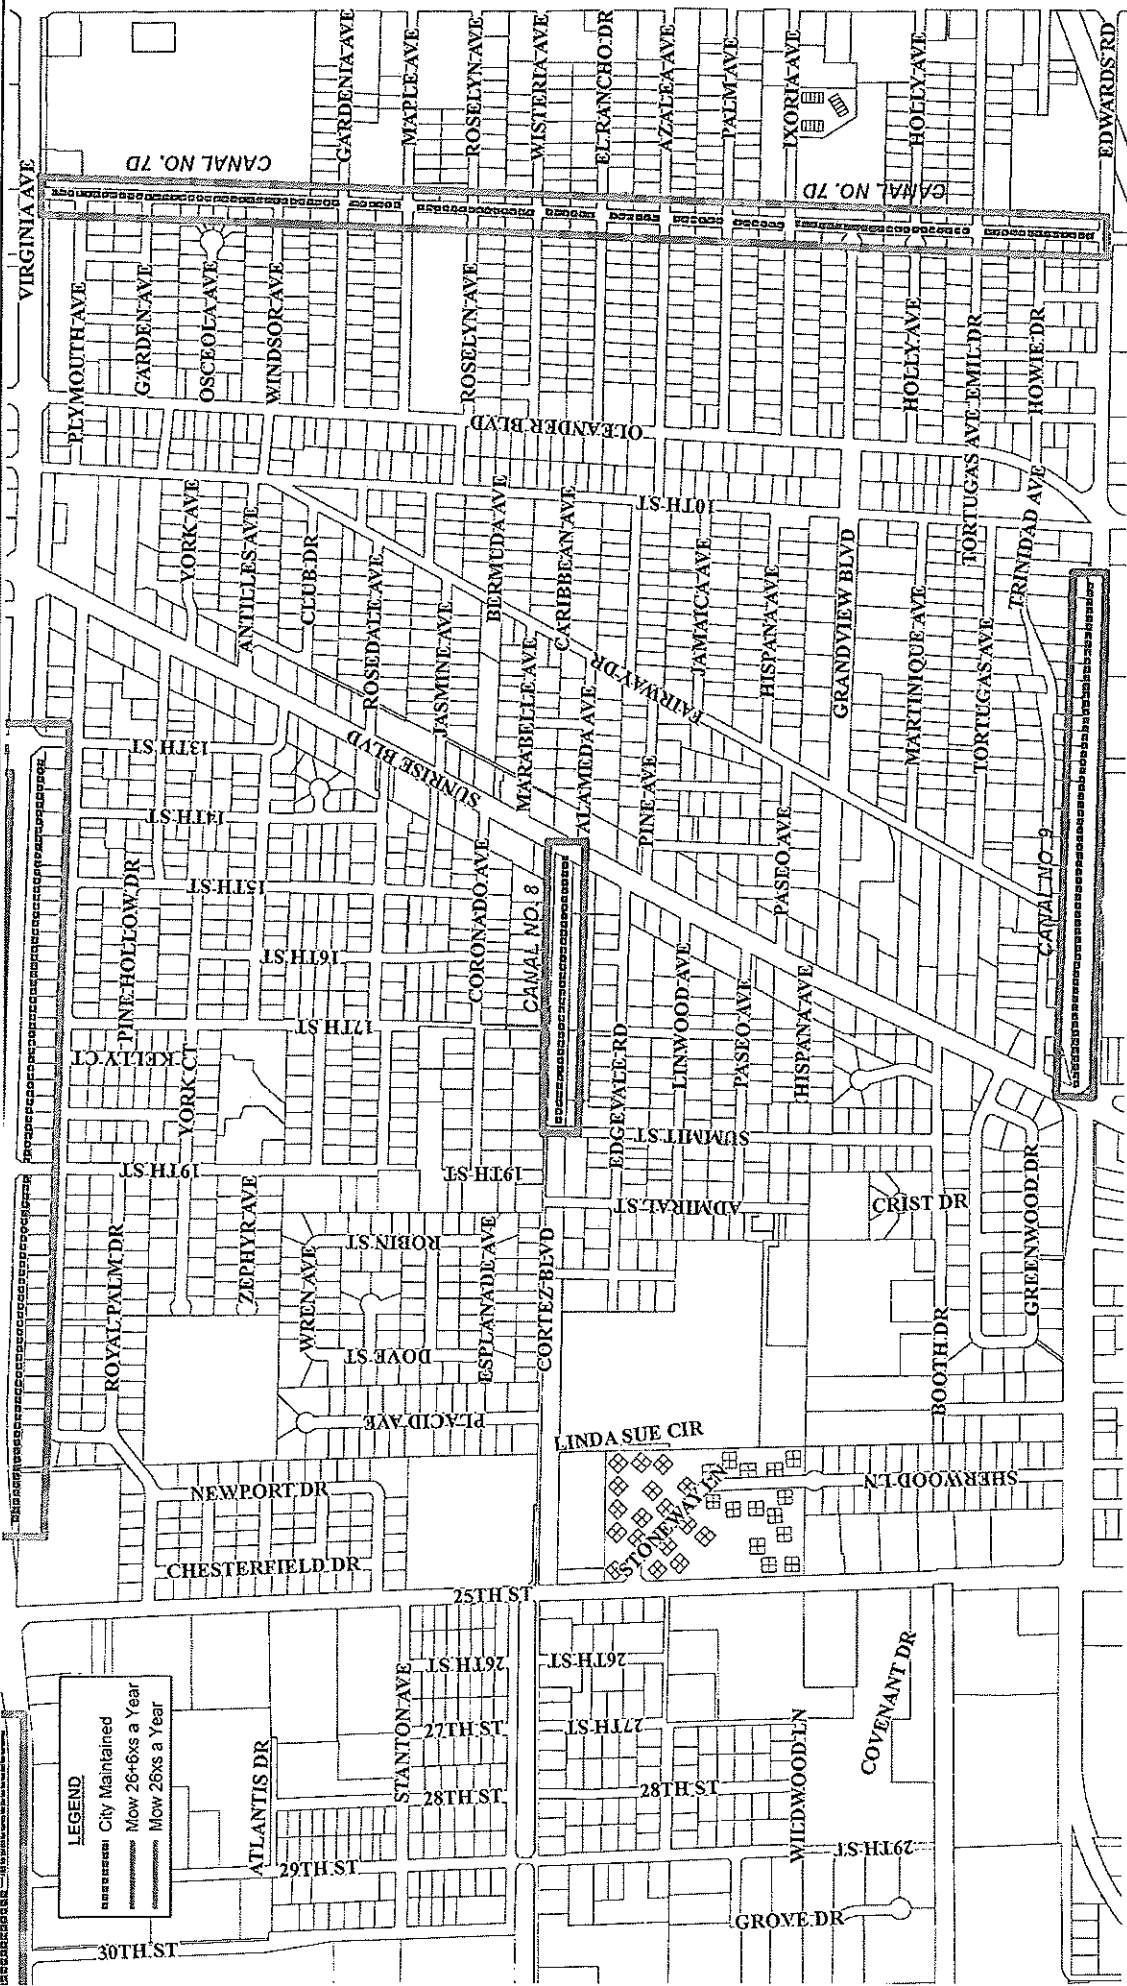 VIRGINIA AVE
CANAL NO. 7D
GARDENIA AVE
MAPLE AVE
ROSELYN AVE
WISTERIA AVE
EL RANCHO DR
AZALEA AVE
PALM AVE
IXORIA AVE
HOLLY AVE
EDWARDS RD
CANAL NO. 7D
PLYMOUTH AVE
GARDEN AVE
OSCEOLA AVE
WINDSOR AVE
ROSELYN AVE
HOLLY AVE
EMIL DR
HOWIE DR
OLEANDER BLVD
10TH ST
YORK AVE
ANTILLES AVE
CLUB DR
ROSEDALE AVE
JASMINE AVE
BERMUDA AVE
CARIBBEAN AVE
MARABELLE AVE
ALAMEDA AVE
FAIRWAY DR
PINE AVE
JAMAICA AVE
HISPANA AVE
GRANDVIEW BLVD
MARTINIQUE AVE
TORTUGAS AVE
TORTUGAS AVE
TRINIDAD AVE
SUNRISE BLVD
13TH ST
14TH ST
15TH ST
16TH ST
17TH ST
PINE HOLLOW DR
KELLY CT
YORK CT
19TH ST
CORONADO AVE
CANAL NO. 8
19TH ST
EDGEVALE RD
LINWOOD AVE
PASEO AVE
PASEO AVE
HISPANA AVE
CANAL NO. 9
SUMMIT ST
ADMIRAL ST
CRIST DR
GREENWOOD DR
BOOTH DR
ROYAL PALM DR
ZEPHYR AVE
WREN AVE
ROBIN ST
DOVE ST
ESPLANADE AVE
CORTEZ BLVD
PLACID AVE
LINDA SUE CIR
STONEWAY LN
SHERWOOD LN
NEWPORT DR
CHESTERFIELD DR
25TH ST
26TH ST
26TH ST
27TH ST
27TH ST
28TH ST
28TH ST
STANTON AVE
ATLANTIS DR
29TH ST
29TH ST
30TH ST
WILDWOOD LN
COVENANT DR
GROVE DR
LEGEND
City Maintained
Mow 26+6xs a Year
Mow 26xs a Year